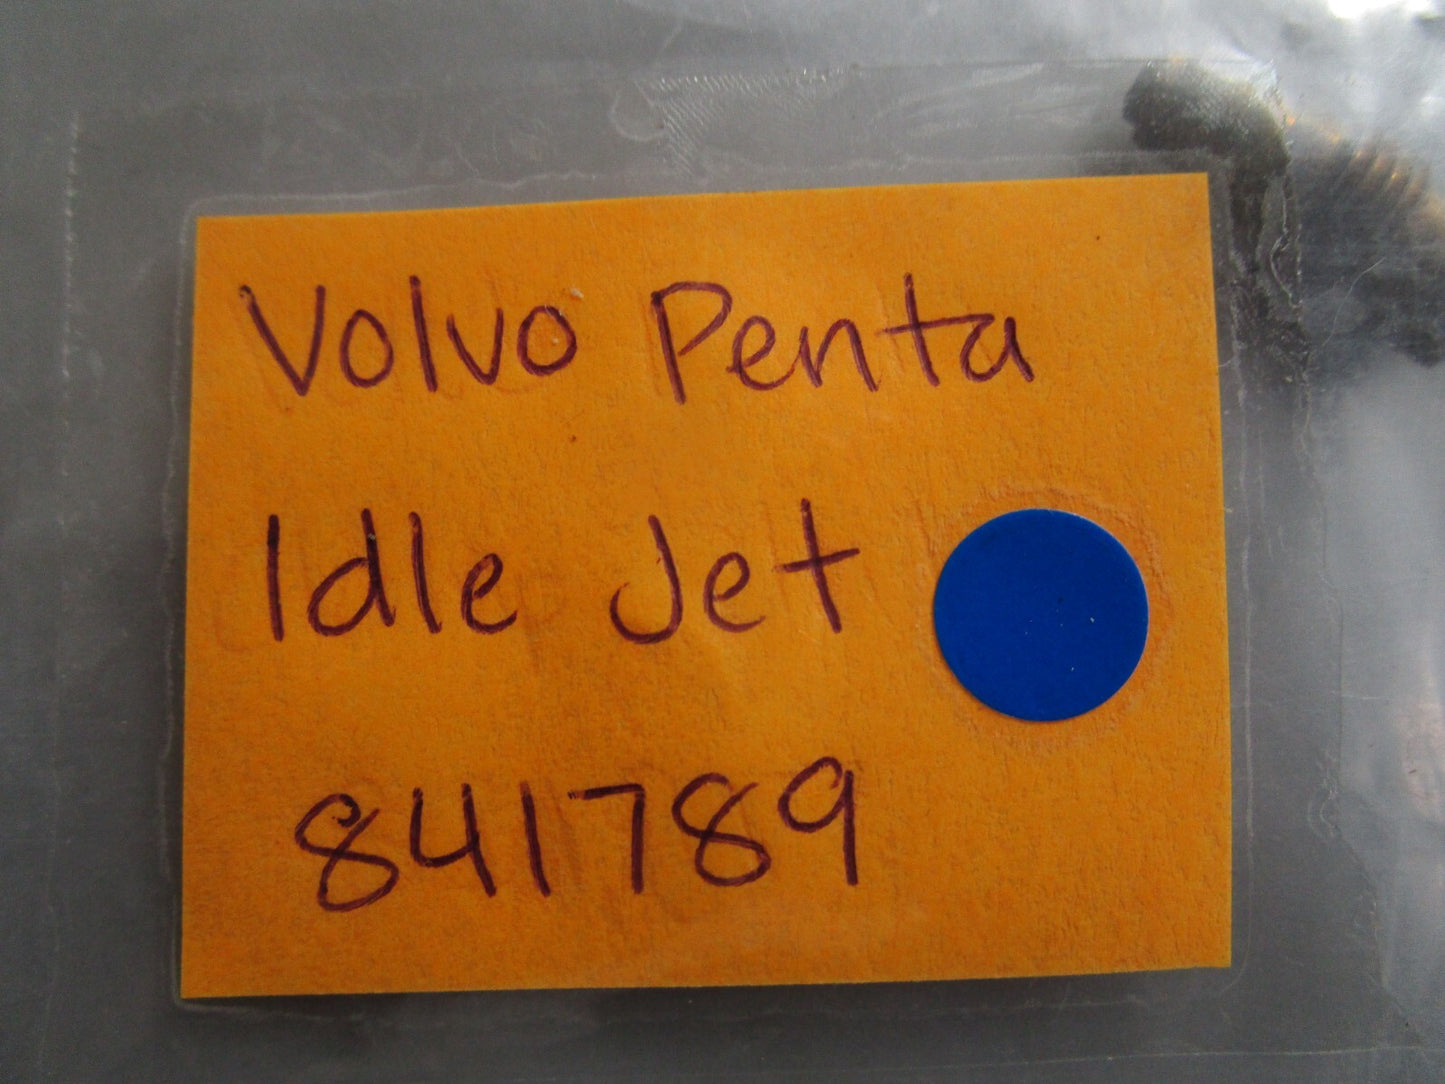 Volvo Penta
Idle Jet
841789